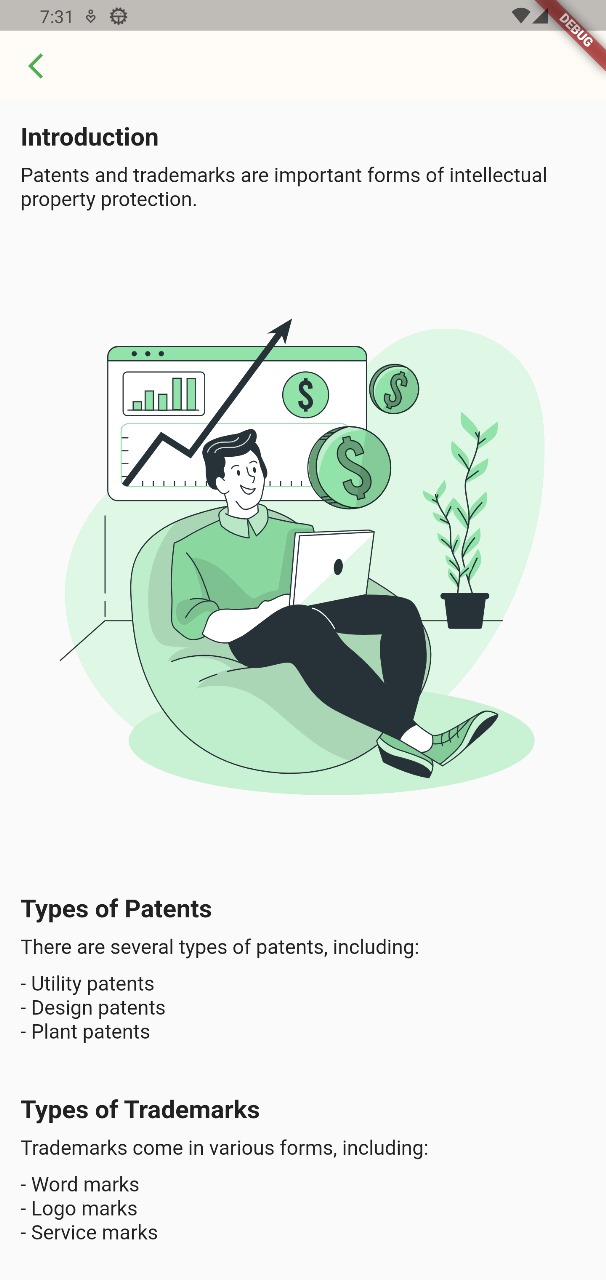 7:31
DEBUG
Introduction
Patents and trademarks are important forms of intellectual
property protection.
$
$
$
Types of Patents
There are several types of patents, including:
- Utility patents
- Design patents
- Plant patents
Types of Trademarks
Trademarks come in various forms, including:
- Word marks
- Logo marks
- Service marks